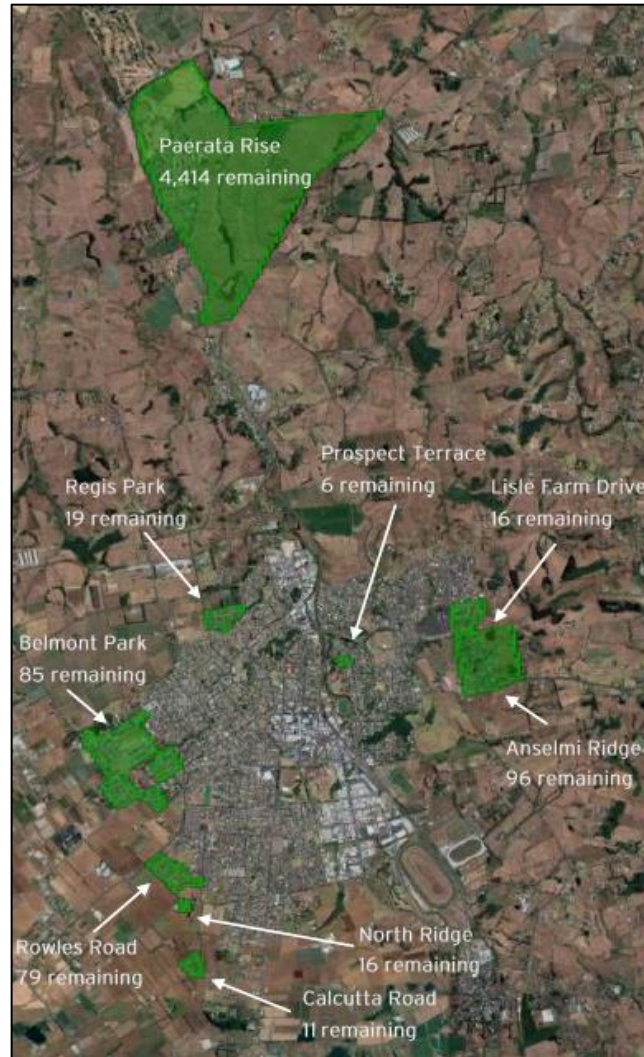 Paerata Rise
4,414 remaining
Prospect Terrace
6 remaining
Regis Park
19 remaining
Lisle Farm Drive
16 remaining
Belmont Park
85 remaining
Anselmi Ridge
96 remaining
Rowles Road
79 remaining
North Ridge
16 remaining
Calcutta Road
11 remaining